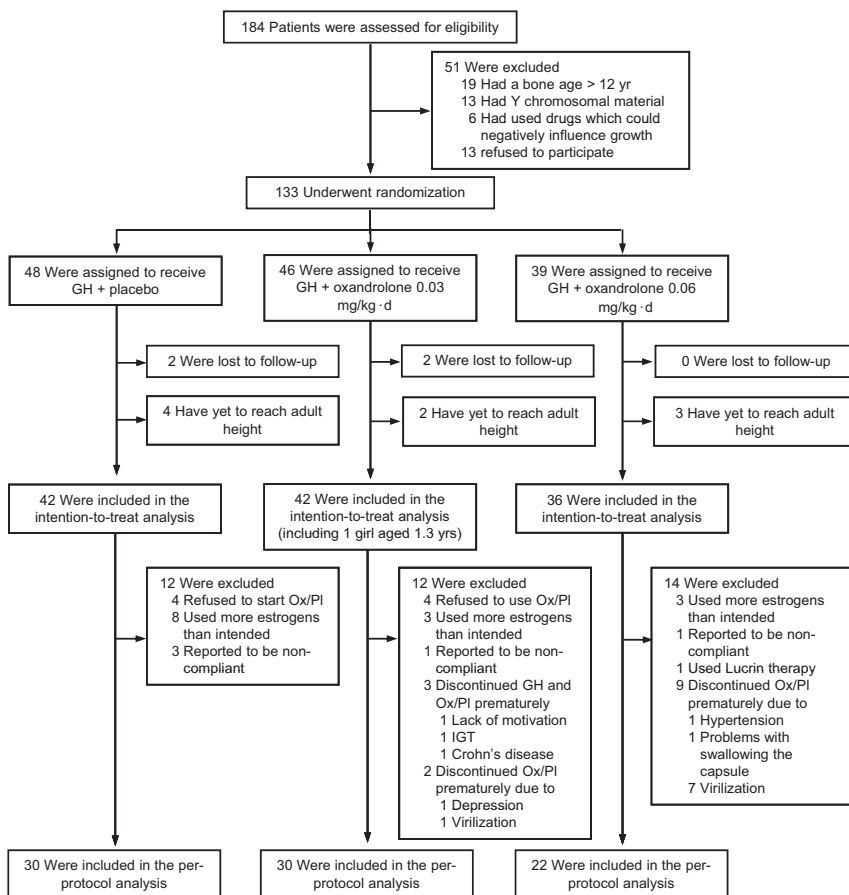 184 Patients were assessed for eligibility
51 Were excluded
19 Had a bone age > 12 yr
13 Had Y chromosomal material
6 Had used drugs which could
negatively influence growth
13 refused to participate
133 Underwent randomization
48 Were assigned to receive
GH + placebo
46 Were assigned to receive
GH + oxandrolone 0.03
mg/kg·d
39 Were assigned to receive
GH + oxandrolone 0.06
mg/kg·d
2 Were lost to follow-up
2 Were lost to follow-up
0 Were lost to follow-up
4 Have yet to reach adult
height
2 Have yet to reach adult
height
3 Have yet to reach adult
height
42 Were included in the
intention-to-treat analysis
42 Were included in the
intention-to-treat analysis
(including 1 girl aged 1.3 yrs)
36 Were included in the
intention-to-treat analysis
12 Were excluded
4 Refused to start Ox/Pl
8 Used more estrogens
than intended
3 Reported to be non-
compliant
12 Were excluded
4 Refused to use Ox/Pl
3 Used more estrogens
than intended
1 Reported to be non-
compliant
3 Discontinued GH and
Ox/Pl prematurely
1 Lack of motivation
1 IGT
1 Crohn's disease
2 Discontinued Ox/Pl
prematurely due to
1 Depression
1 Virilization
14 Were excluded
3 Used more estrogens
than intended
1 Reported to be non-
compliant
1 Used Lucrin therapy
9 Discontinued Ox/Pl
prematurely due to
1 Hypertension
1 Problems with
swallowing the
capsule
7 Virilization
30 Were included in the per-
protocol analysis
30 Were included in the per-
protocol analysis
22 Were included in the per-
protocol analysis